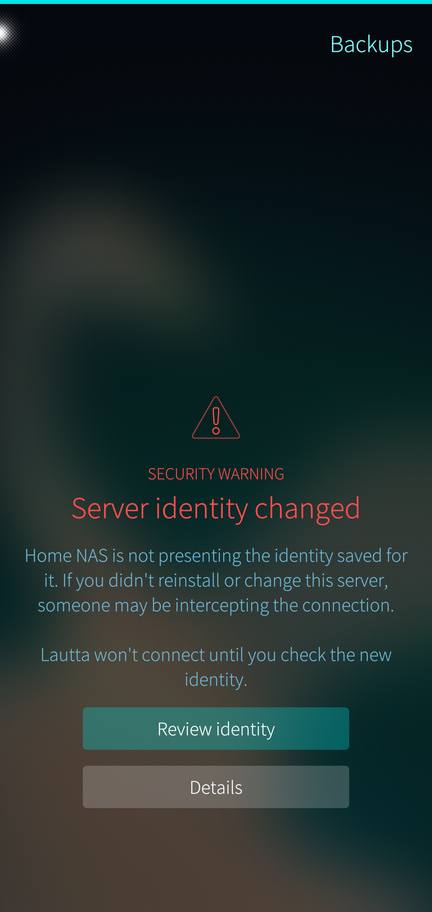 Backups
SECURITY WARNING
Server identity changed
Home NAS is not presenting the identity saved for
it. If you didn't reinstall or change this server,
someone may be intercepting the connection.
Lautta won't connect until you check the new
identity.
Review identity
Details